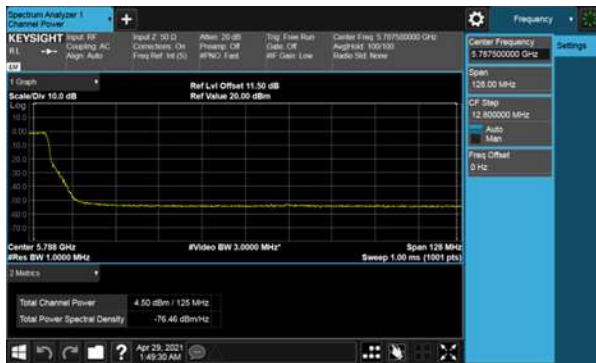 Spectrum Analyzer 1
Channel Power
Frequency
KEYSIGHT
Input: RF
Coupling: AC
Align: Auto
Input Z: 50 Ω
Corrections: On
Freq Ref: Int (S)
Atten: 20 dB
Preamp: Off
#PNO: Fast
Trig: Free Run
Gate: Off
#IF Gain: Low
Center Freq: 5.787500000 GHz
Avg|Hold: 100/100
Radio Std: None
Center Frequency
5.787500000 GHz
Settings
Span
128.00 MHz
CF Step
12.800000 MHz
Auto
Man
Freq Offset
0 Hz
1 Graph
Scale/Div 10.0 dB
Ref Lvl Offset 11.50 dB
Ref Value 20.00 dBm
Log
10.0
0.00
-10.0
-20.0
-30.0
-40.0
-50.0
-60.0
-70.0
Center 5.788 GHz
#Res BW 1.0000 MHz
#Video BW 3.0000 MHz*
Span 128 MHz
Sweep 1.00 ms (1001 pts)
2 Metrics
Total Channel Power 4.50 dBm / 125 MHz
Total Power Spectral Density -76.46 dBm/Hz
?
Apr 29, 2021
1:49:30 AM